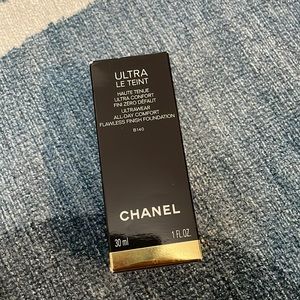 ULTRA
LE TEINT
HAUTE TENUE
ULTRA CONFORT
FINI ZÉRO DÉFAUT
ULTRAWEAR
ALL-DAY COMFORT
FLAWLESS FINISH FOUNDATION
B140
CHANEL
30 ml 1 FL.OZ.